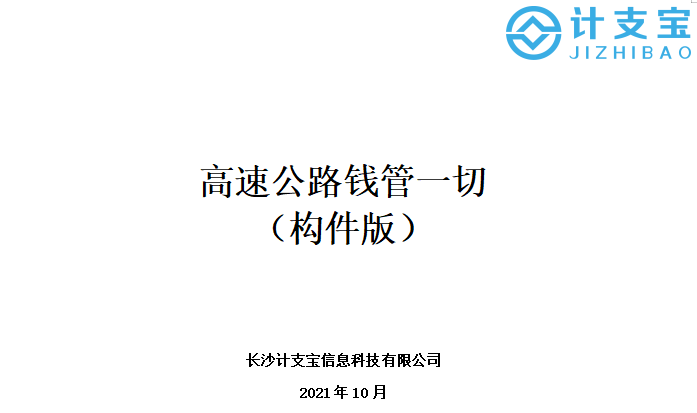 计支宝
JIZHIBAO
高速公路钱管一切
（构件版）
长沙计支宝信息科技有限公司
2021年10月